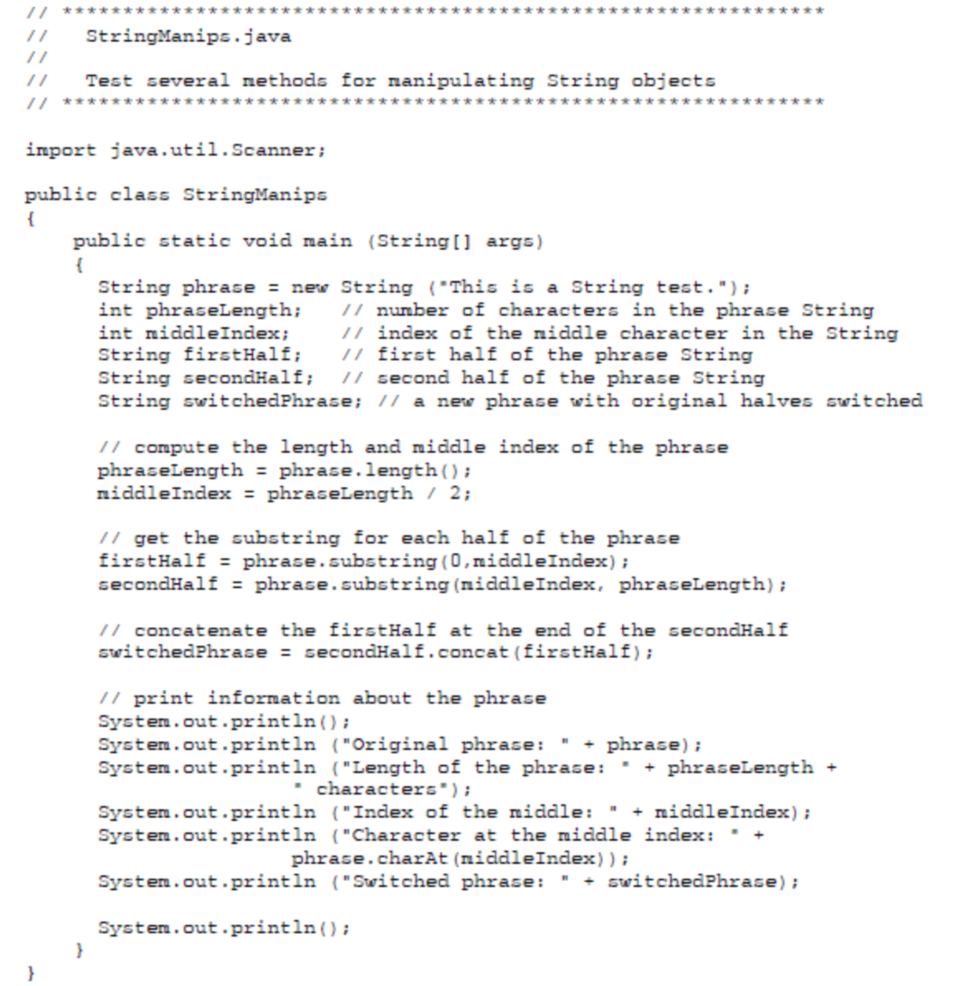 // ***************************************************************
//   StringManips.java
//
//   Test several methods for manipulating String objects
// ***************************************************************
import java.util.Scanner;
public class StringManips
{
    public static void main (String[] args)
    {
      String phrase = new String ("This is a String test.");
      int phraseLength;   // number of characters in the phrase String
      int middleIndex;    // index of the middle character in the String
      String firstHalf;   // first half of the phrase String
      String secondHalf;  // second half of the phrase String
      String switchedPhrase; // a new phrase with original halves switched
      // compute the length and middle index of the phrase
      phraseLength = phrase.length();
      middleIndex = phraseLength / 2;
      // get the substring for each half of the phrase
      firstHalf = phrase.substring(0,middleIndex);
      secondHalf = phrase.substring(middleIndex, phraseLength);
      // concatenate the firstHalf at the end of the secondHalf
      switchedPhrase = secondHalf.concat(firstHalf);
      // print information about the phrase
      System.out.println();
      System.out.println ("Original phrase: " + phrase);
      System.out.println ("Length of the phrase: " + phraseLength +
                      " characters");
      System.out.println ("Index of the middle: " + middleIndex);
      System.out.println ("Character at the middle index: " +
                      phrase.charAt(middleIndex));
      System.out.println ("Switched phrase: " + switchedPhrase);
      System.out.println();
    }
}